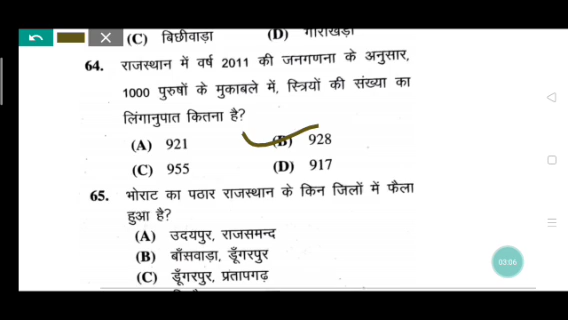 (C) बिछीवाड़ा (D) गोराखड़ा
64. राजस्थान में वर्ष 2011 की जनगणना के अनुसार,
1000 पुरुषों के मुकाबले में, स्त्रियों की संख्या का
लिंगानुपात कितना है?
(A) 921 (B) 928
(C) 955 (D) 917
65. भोराट का पठार राजस्थान के किन जिलों में फैला
हुआ है?
(A) उदयपुर, राजसमन्द
(B) बाँसवाड़ा, डूँगरपुर
(C) डूँगरपुर, प्रतापगढ़
03:06